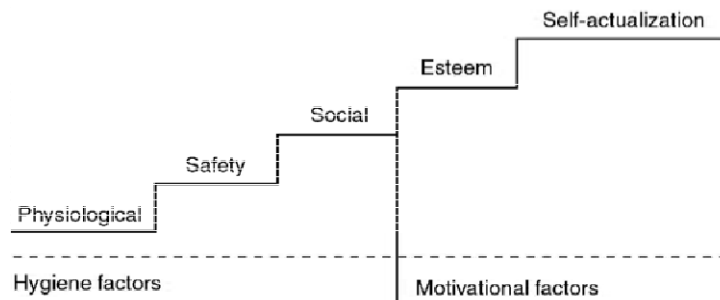 Self-actualization
Esteem
Social
Safety
Physiological
Hygiene factors
Motivational factors